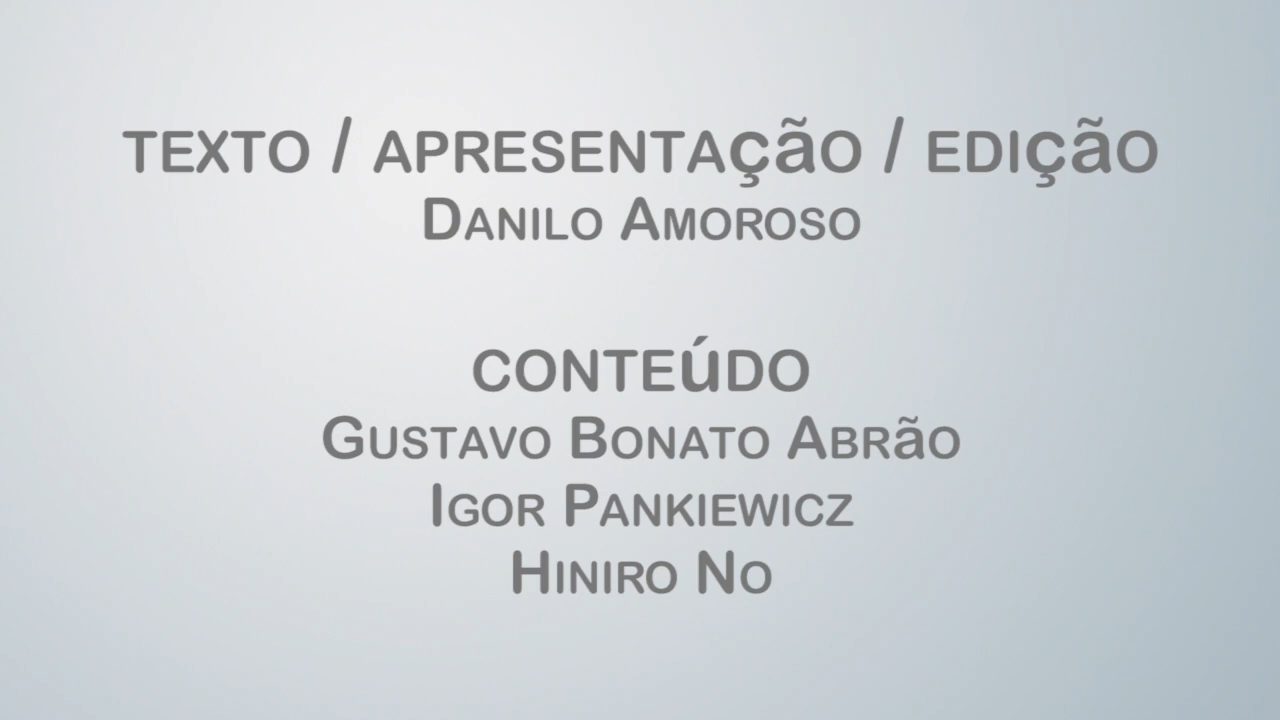 TEXTO / APRESENTAÇÃO / EDIÇÃO
DANILO AMOROSO
CONTEÚDO
GUSTAVO BONATO ABRÃO
IGOR PANKIEWICZ
HINIRO NO